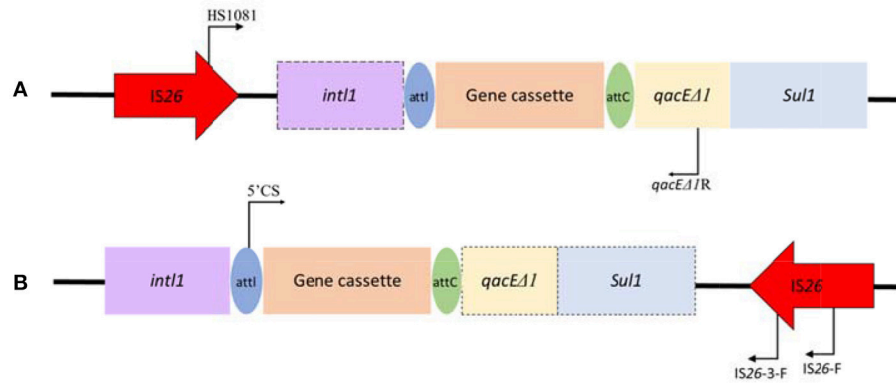 HS1081
A
IS26
intI1
attI
Gene cassette
attC
qacEΔ1
Sul1
qacEΔ1R
5'CS
B
intI1
attI
Gene cassette
attC
qacEΔ1
Sul1
IS26
IS26-3-F
IS26-F